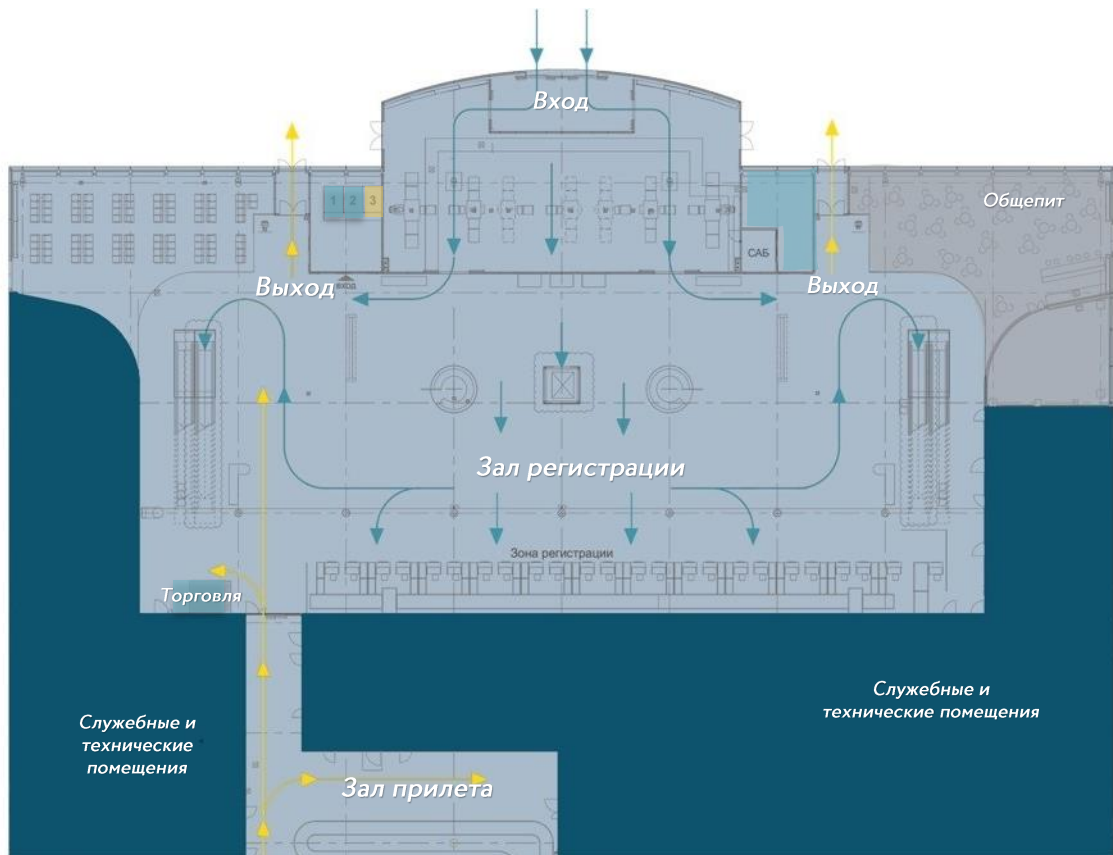 Вход
1 2 3
Общепит
САБ
Выход
ВХОД
Выход
Зал регистрации
Зона регистрации
Торговля
Служебные и
технические
помещения
Служебные и
технические помещения
Зал прилета